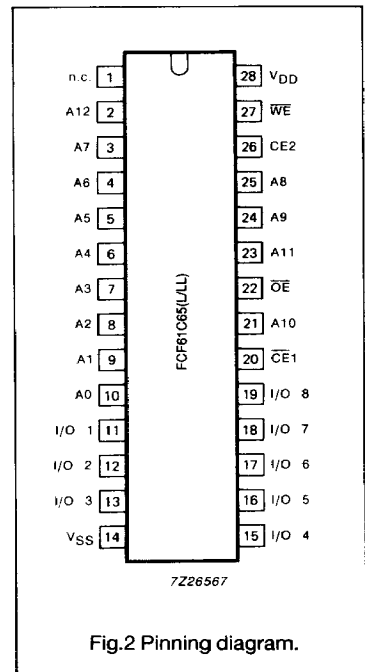 n.c. 1
A12 2
A7 3
A6 4
A5 5
A4 6
A3 7
A2 8
A1 9
A0 10
I/O 1 11
I/O 2 12
I/O 3 13
VSS 14
FCF61C65(L/LL)
28 VDD
27 W̅E̅
26 CE2
25 A8
24 A9
23 A11
22 O̅E̅
21 A10
20 C̅E̅1
19 I/O 8
18 I/O 7
17 I/O 6
16 I/O 5
15 I/O 4
7Z26567
Fig.2 Pinning diagram.